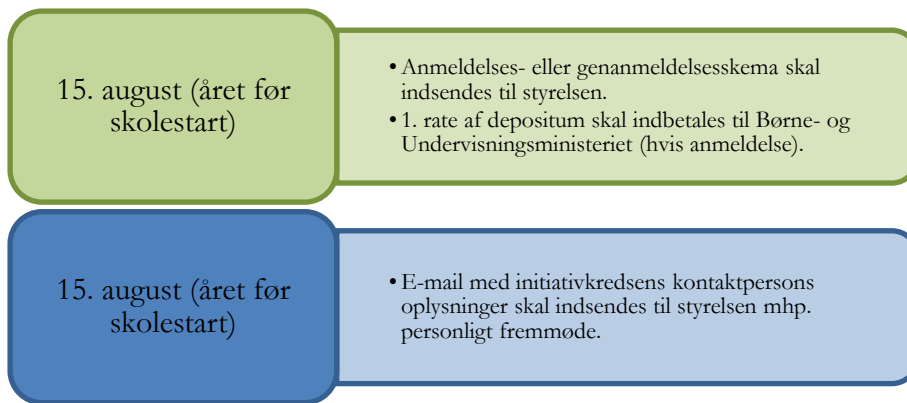 15. august (året før
skolestart)
• Anmeldelses- eller genanmeldelsesskema skal
indsendes til styrelsen.
• 1. rate af depositum skal indbetales til Børne- og
Undervisningsministeriet (hvis anmeldelse).
15. august (året før
skolestart)
• E-mail med initiativkredsens kontaktpersons
oplysninger skal indsendes til styrelsen mhp.
personligt fremmøde.